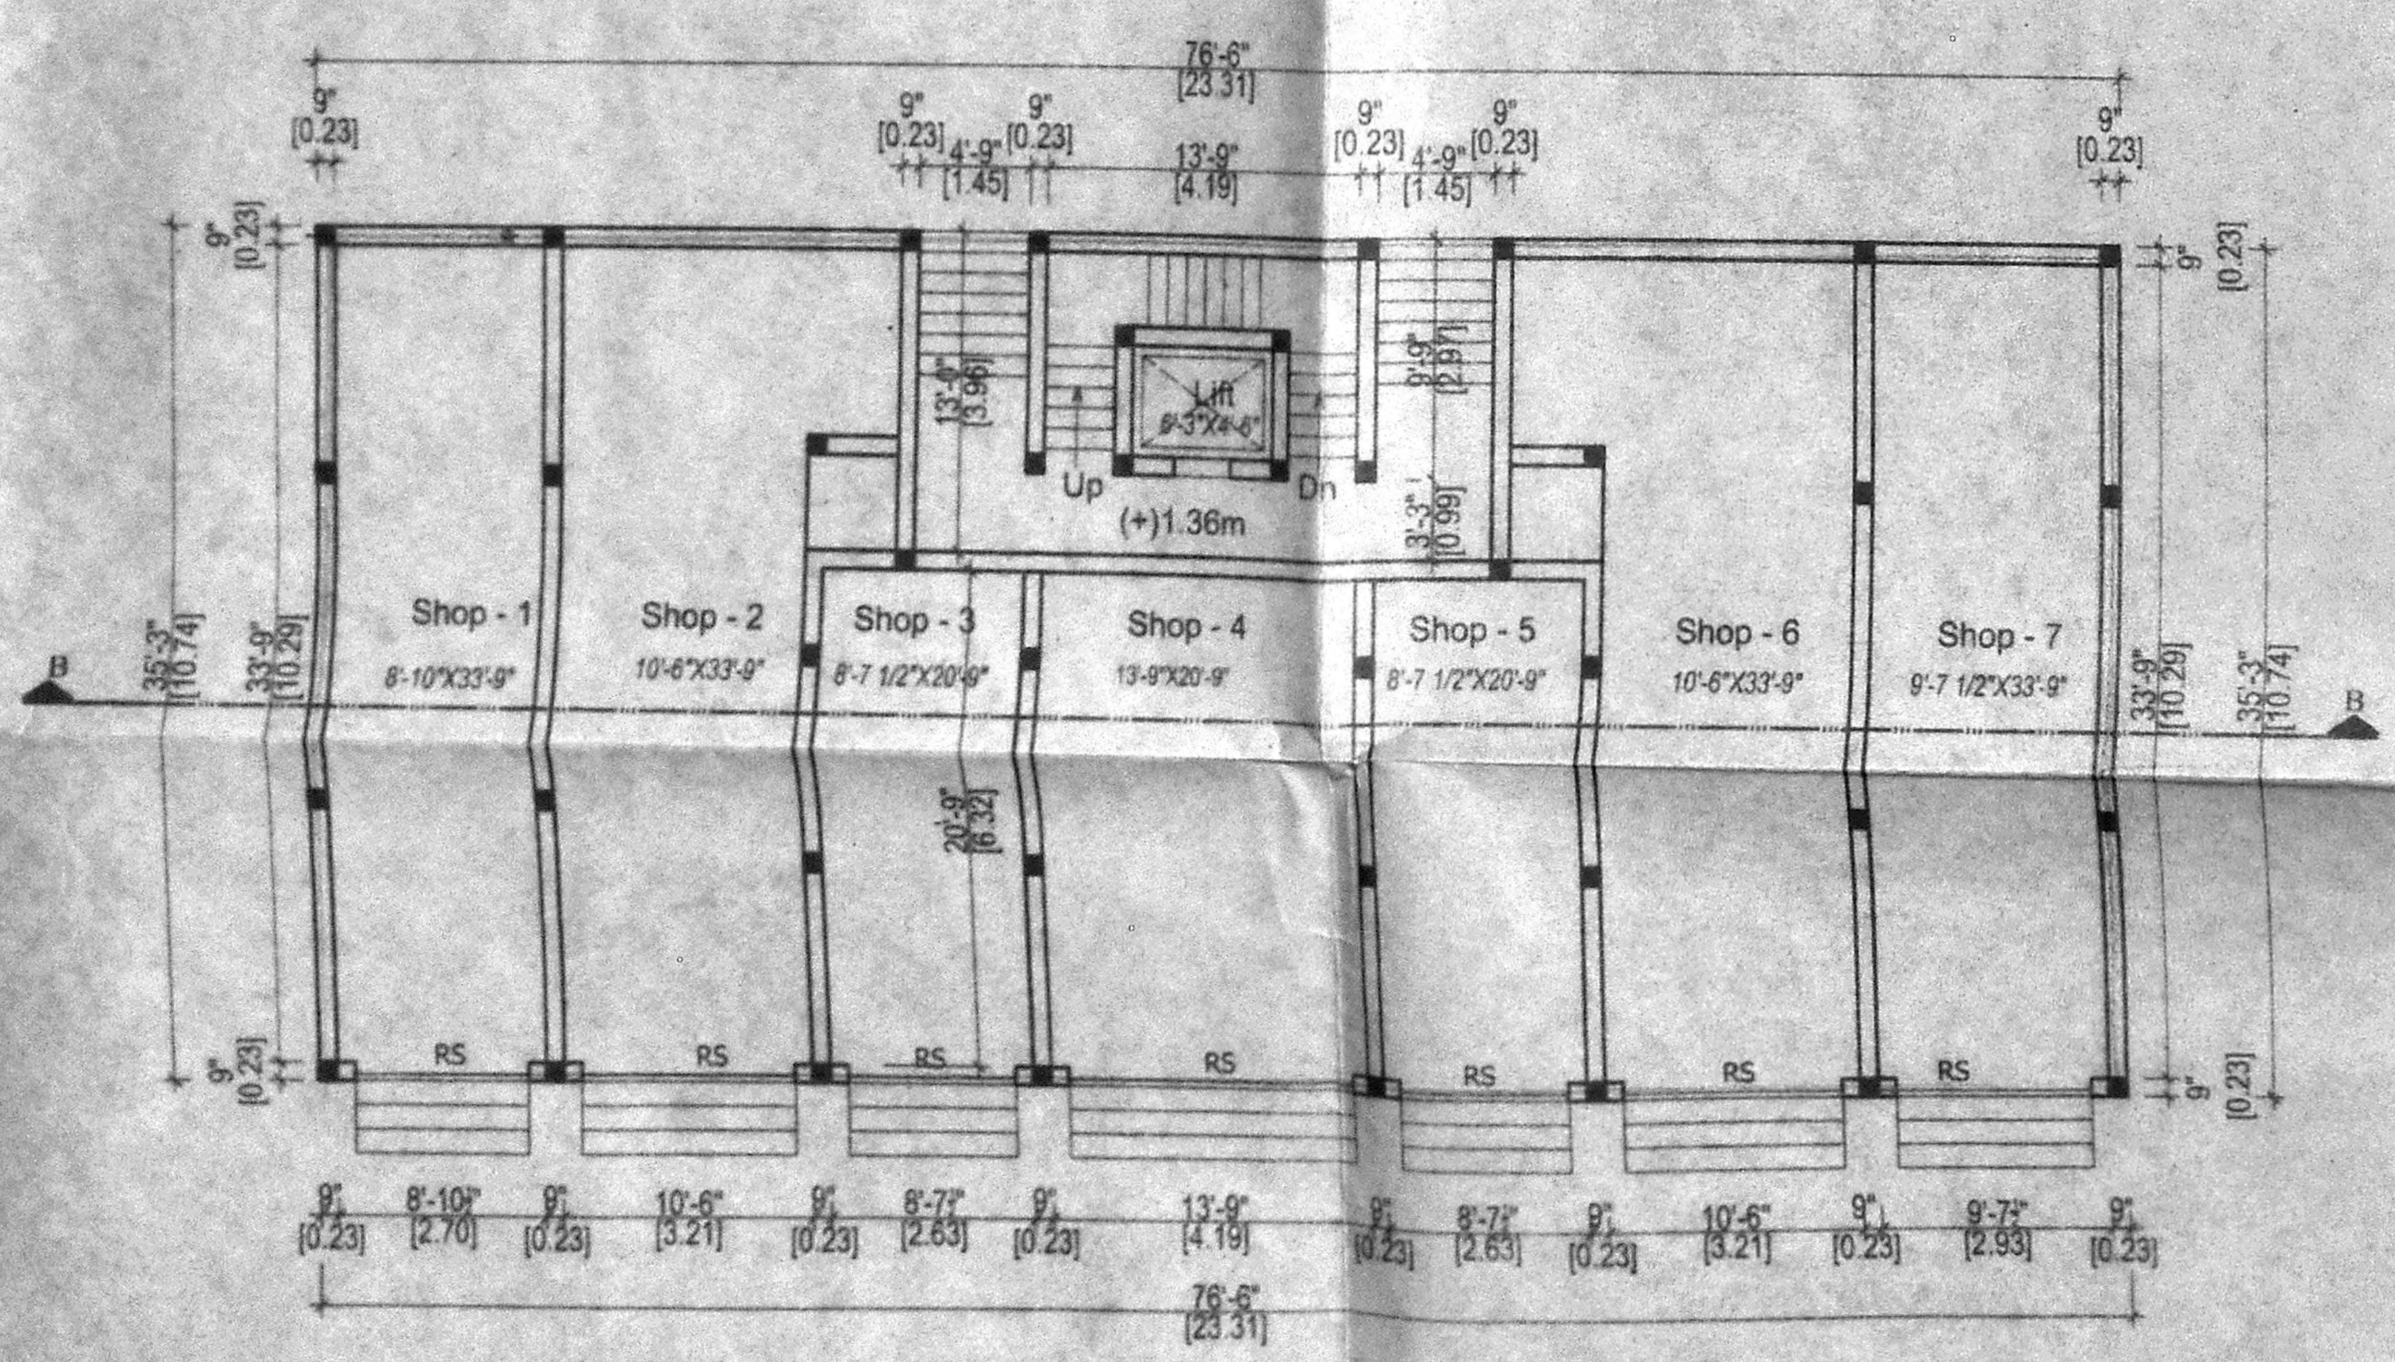 76'-6"
[23.31]
9"
[0.23]
9"
[0.23]
4'-9"
[1.45]
9"
[0.23]
13'-9"
[4.19]
9"
[0.23]
4'-9"
[1.45]
9"
[0.23]
9"
[0.23]
9"
[0.23]
9"
[0.23]
13'-0"
[3.96]
Lift
6'-3"X4'-6"
9'-9"
[2.97]
Up
Dn
(+)1.36m
3'-3"
[0.99]
35'-3"
[10.74]
33'-9"
[10.29]
Shop - 1
8'-10"X33'-9"
Shop - 2
10'-6"X33'-9"
Shop - 3
8'-7 1/2"X20'-9"
Shop - 4
13'-9"X20'-9"
Shop - 5
8'-7 1/2"X20'-9"
Shop - 6
10'-6"X33'-9"
Shop - 7
9'-7 1/2"X33'-9"
33'-9"
[10.29]
35'-3"
[10.74]
B
B
20'-9"
[6.32]
9"
[0.23]
RS
RS
RS
RS
RS
RS
RS
9"
[0.23]
9"
[0.23]
8'-10½"
[2.70]
9"
[0.23]
10'-6"
[3.21]
9"
[0.23]
8'-7½"
[2.63]
9"
[0.23]
13'-9"
[4.19]
9"
[0.23]
8'-7½"
[2.63]
9"
[0.23]
10'-6"
[3.21]
9"
[0.23]
9'-7½"
[2.93]
9"
[0.23]
76'-6"
[23.31]